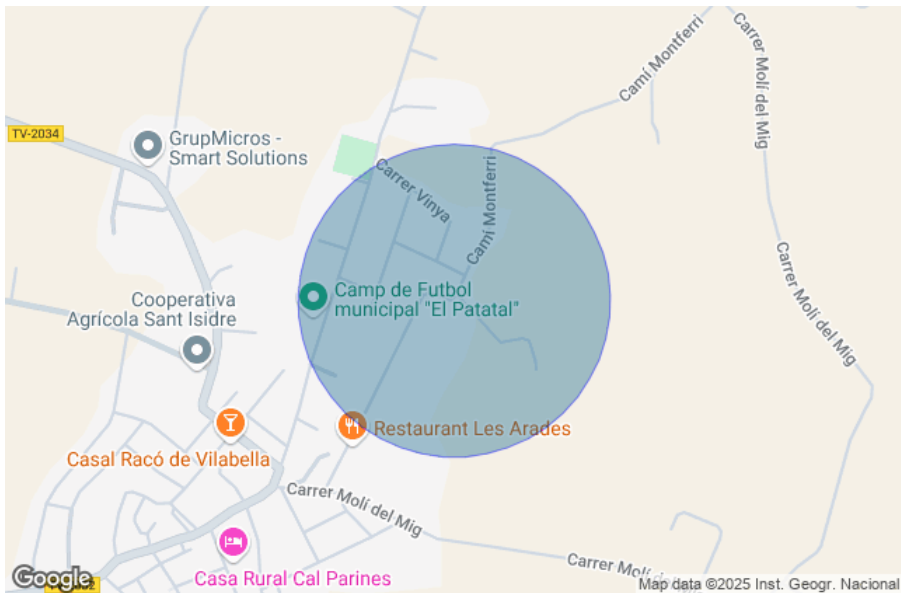 Camí Montferri
Carrer Molí del Mig
TV-2034
GrupMicros -
Smart Solutions
Carrer Vinya
Camí Montferri
Camp de Futbol
municipal "El Patatal"
Cooperativa
Agrícola Sant Isidre
Carrer Molí del Mig
Restaurant Les Arades
Casal Racó de Vilabella
Carrer Molí del Mig
Casa Rural Cal Parines
Carrer Molí del
Google
Map data ©2025 Inst. Geogr. Nacional